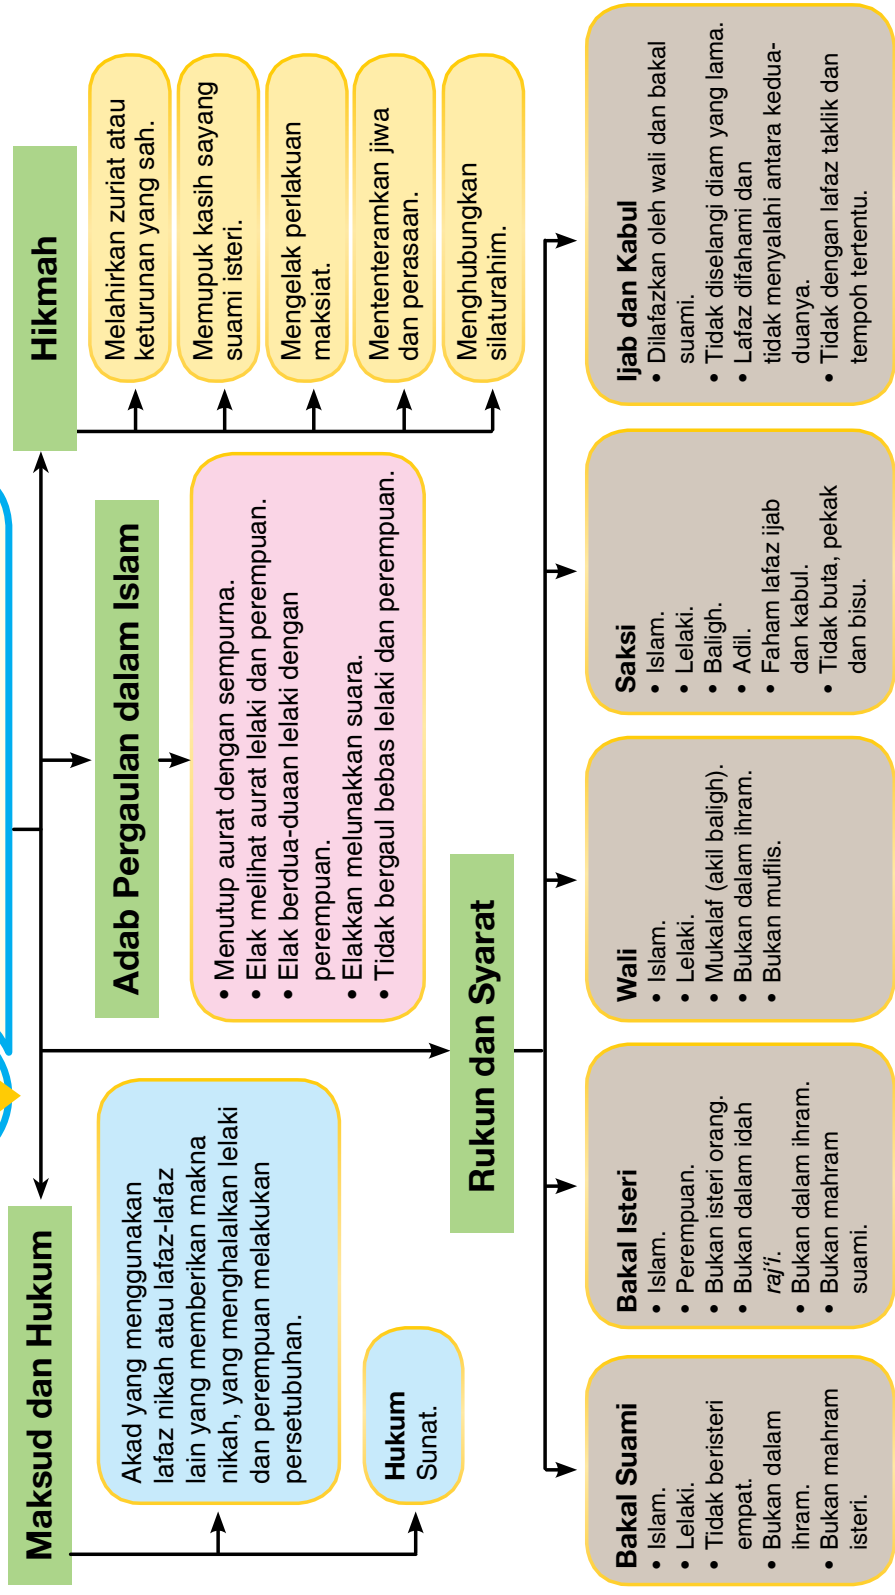 Maksud dan Hukum
Akad yang menggunakan
lafaz nikah atau lafaz-lafaz
lain yang memberikan makna
nikah, yang menghalalkan lelaki
dan perempuan melakukan
persetubuhan.
Hukum
Sunat.
Adab Pergaulan dalam Islam
• Menutup aurat dengan sempurna.
• Elak melihat aurat lelaki dan perempuan.
• Elak berdua-duaan lelaki dengan
perempuan.
• Elakkan melunakkan suara.
• Tidak bergaul bebas lelaki dan perempuan.
Hikmah
Melahirkan zuriat atau
keturunan yang sah.
Memupuk kasih sayang
suami isteri.
Mengelak perlakuan
maksiat.
Mententeramkan jiwa
dan perasaan.
Menghubungkan
silaturahim.
Rukun dan Syarat
Bakal Suami
• Islam.
• Lelaki.
• Tidak beristeri
empat.
• Bukan dalam
ihram.
• Bukan mahram
isteri.
Bakal Isteri
• Islam.
• Perempuan.
• Bukan isteri orang.
• Bukan dalam idah
raj‘i.
• Bukan dalam ihram.
• Bukan mahram
suami.
Wali
• Islam.
• Lelaki.
• Mukalaf (akil baligh).
• Bukan dalam ihram.
• Bukan muflis.
Saksi
• Islam.
• Lelaki.
• Baligh.
• Adil.
• Faham lafaz ijab
dan kabul.
• Tidak buta, pekak
dan bisu.
Ijab dan Kabul
• Dilafazkan oleh wali dan bakal
suami.
• Tidak diselangi diam yang lama.
• Lafaz difahami dan
tidak menyalahi antara kedua-
duanya.
• Tidak dengan lafaz taklik dan
tempoh tertentu.